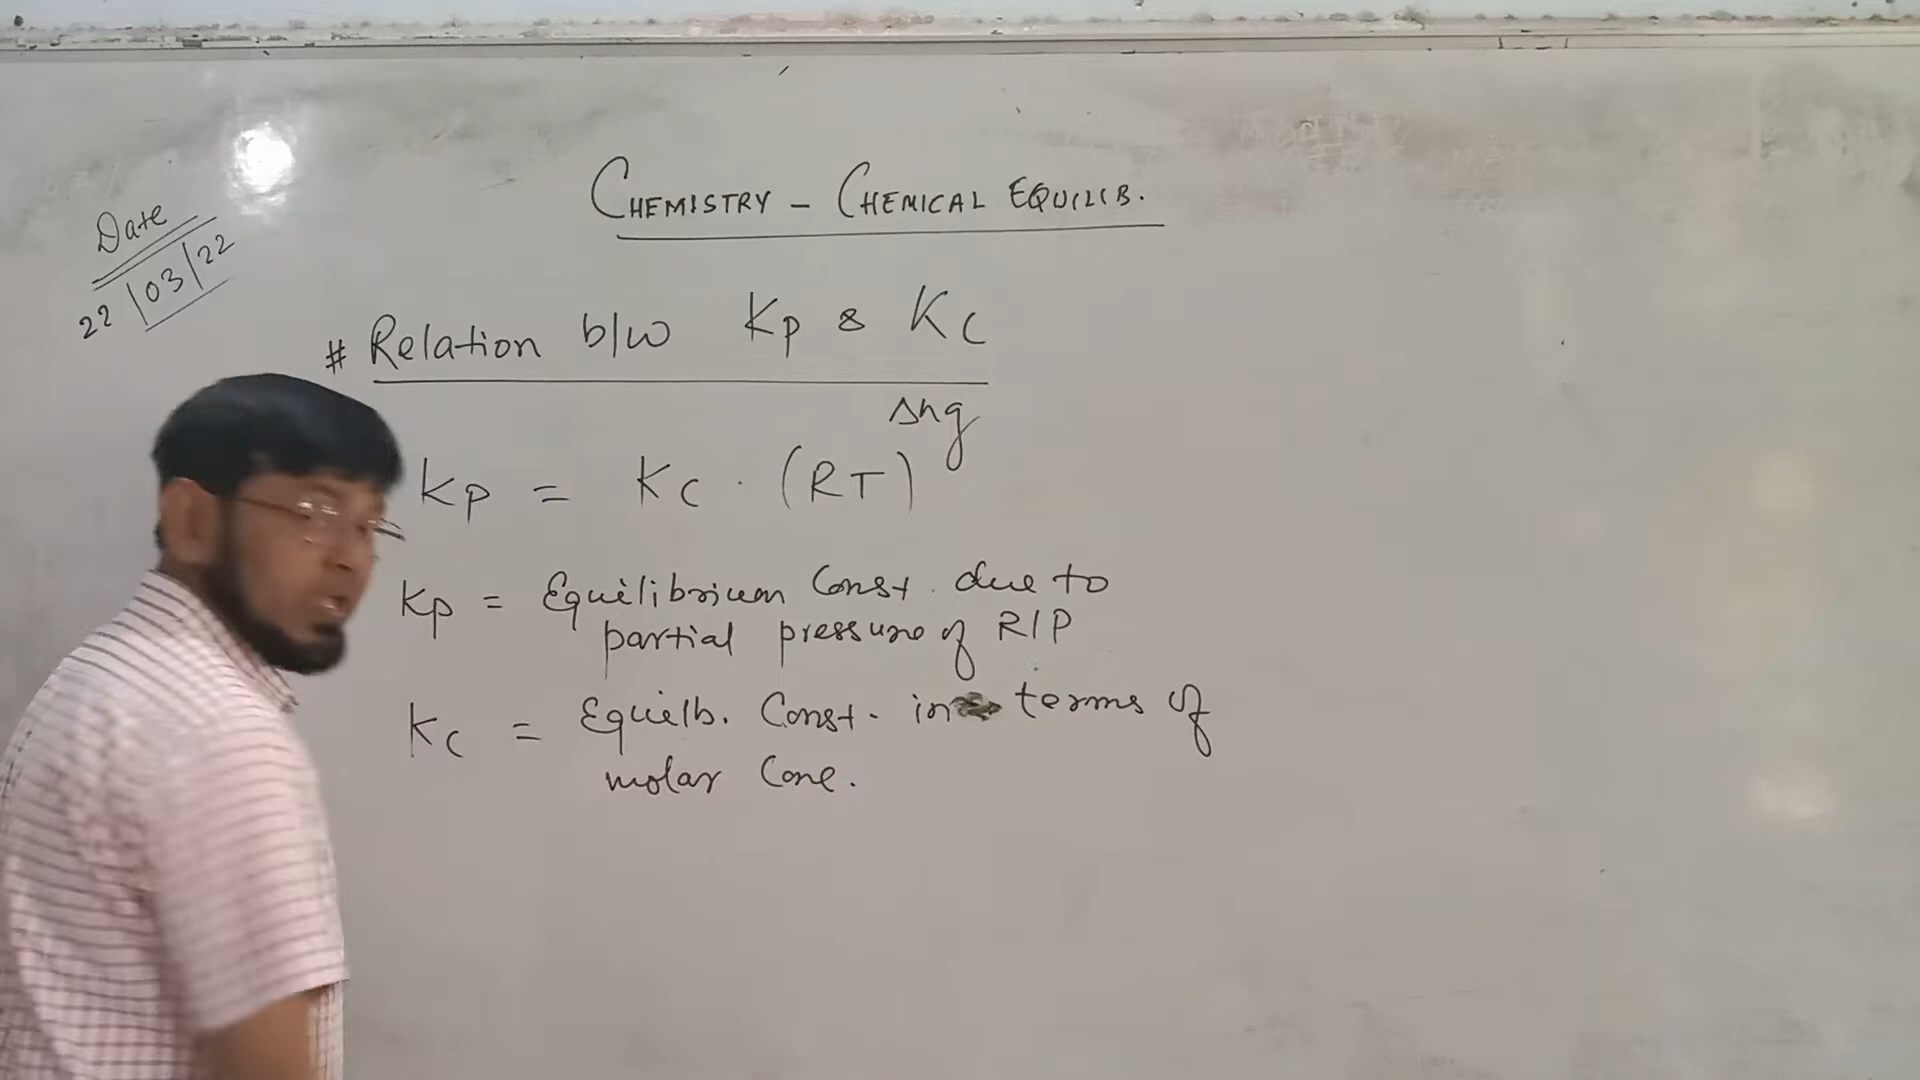 CHEMISTRY - CHEMICAL EQUILIB.
Date
22/03/22
# Relation b/w Kp & Kc
Kp = Kc . (RT)^Δng
Kp = Equilibrium Const. due to
partial pressure of R/P
Kc = Equilb. Const. in terms of
molar Conc.